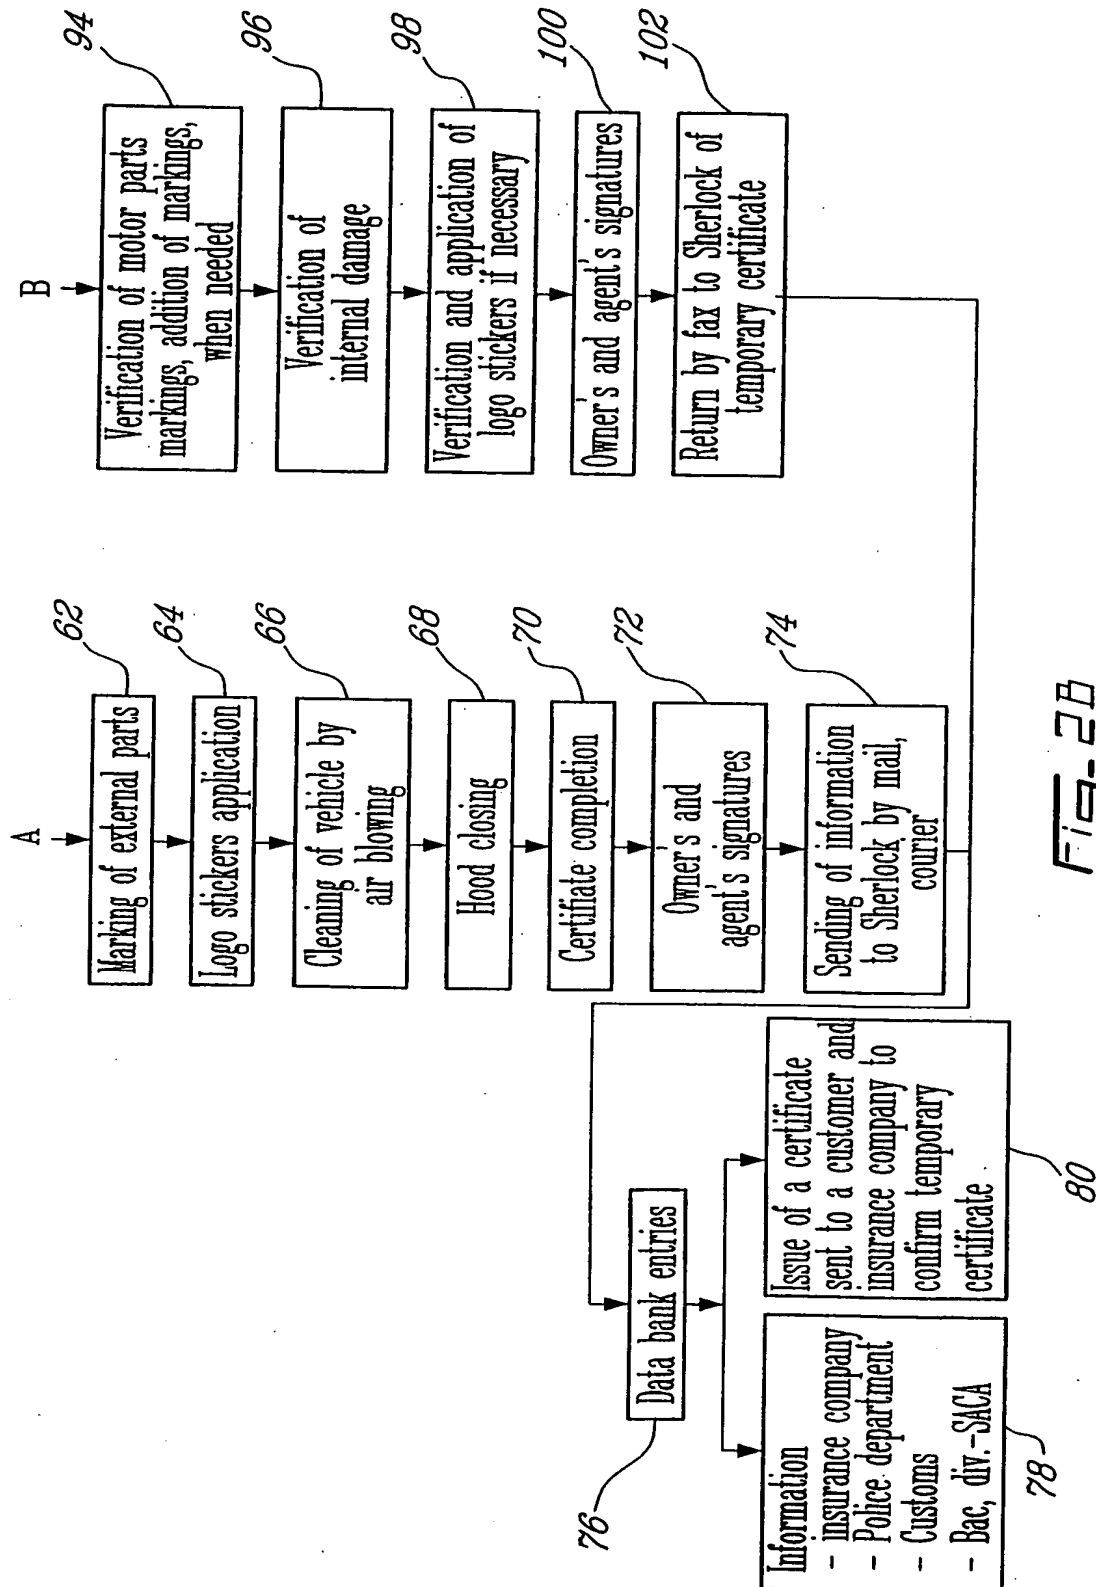 A
Marking of external parts
62
Logo stickers application
64
Cleaning of vehicle by
air blowing
66
Hood closing
68
Certifiate completion
70
Owner's and
agent's signatures
72
Sending of information
to Sherlock by mail,
courier
74
B
Verification of motor parts
markings, addition of markings,
when needed
94
Verification of
internal damage
96
Verification and application of
logo stickers if necessary
98
Owner's and agent's signatures
100
Return by fax to Sherlock of
temporary certificate
102
Data bank entries
76
Information
- insurance company
- Police department
- Customs
- Bac, div.-SACA
78
Issue of a certificate
sent to a customer and
insurance company to
confirm temporary
certificate
80
Fig. 2B